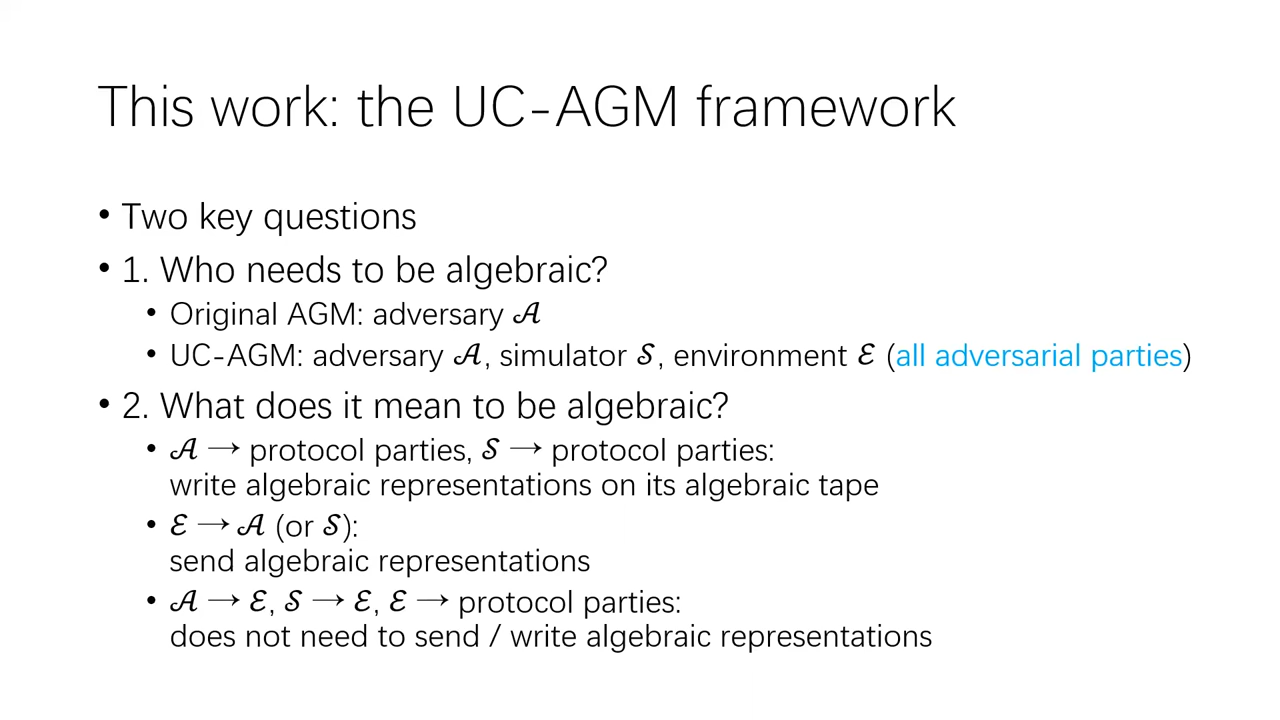 This work: the UC-AGM framework
• Two key questions
• 1. Who needs to be algebraic?
• Original AGM: adversary 𝒜
• UC-AGM: adversary 𝒜, simulator 𝒮, environment ℰ (all adversarial parties)
• 2. What does it mean to be algebraic?
• 𝒜 → protocol parties, 𝒮 → protocol parties:
write algebraic representations on its algebraic tape
• ℰ → 𝒜 (or 𝒮):
send algebraic representations
• 𝒜 → ℰ, 𝒮 → ℰ, ℰ → protocol parties:
does not need to send / write algebraic representations